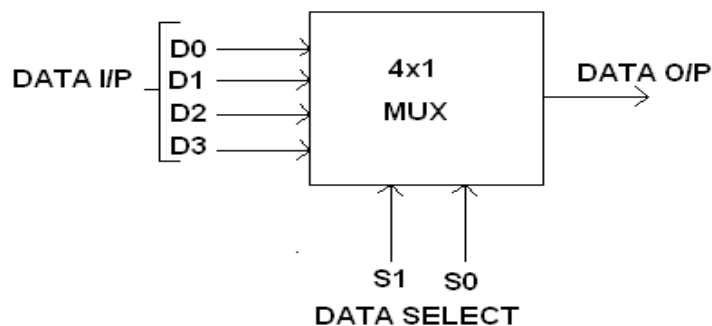 D0
DATA I/P
D1
D2
D3
4x1
MUX
DATA O/P
S1
S0
DATA SELECT